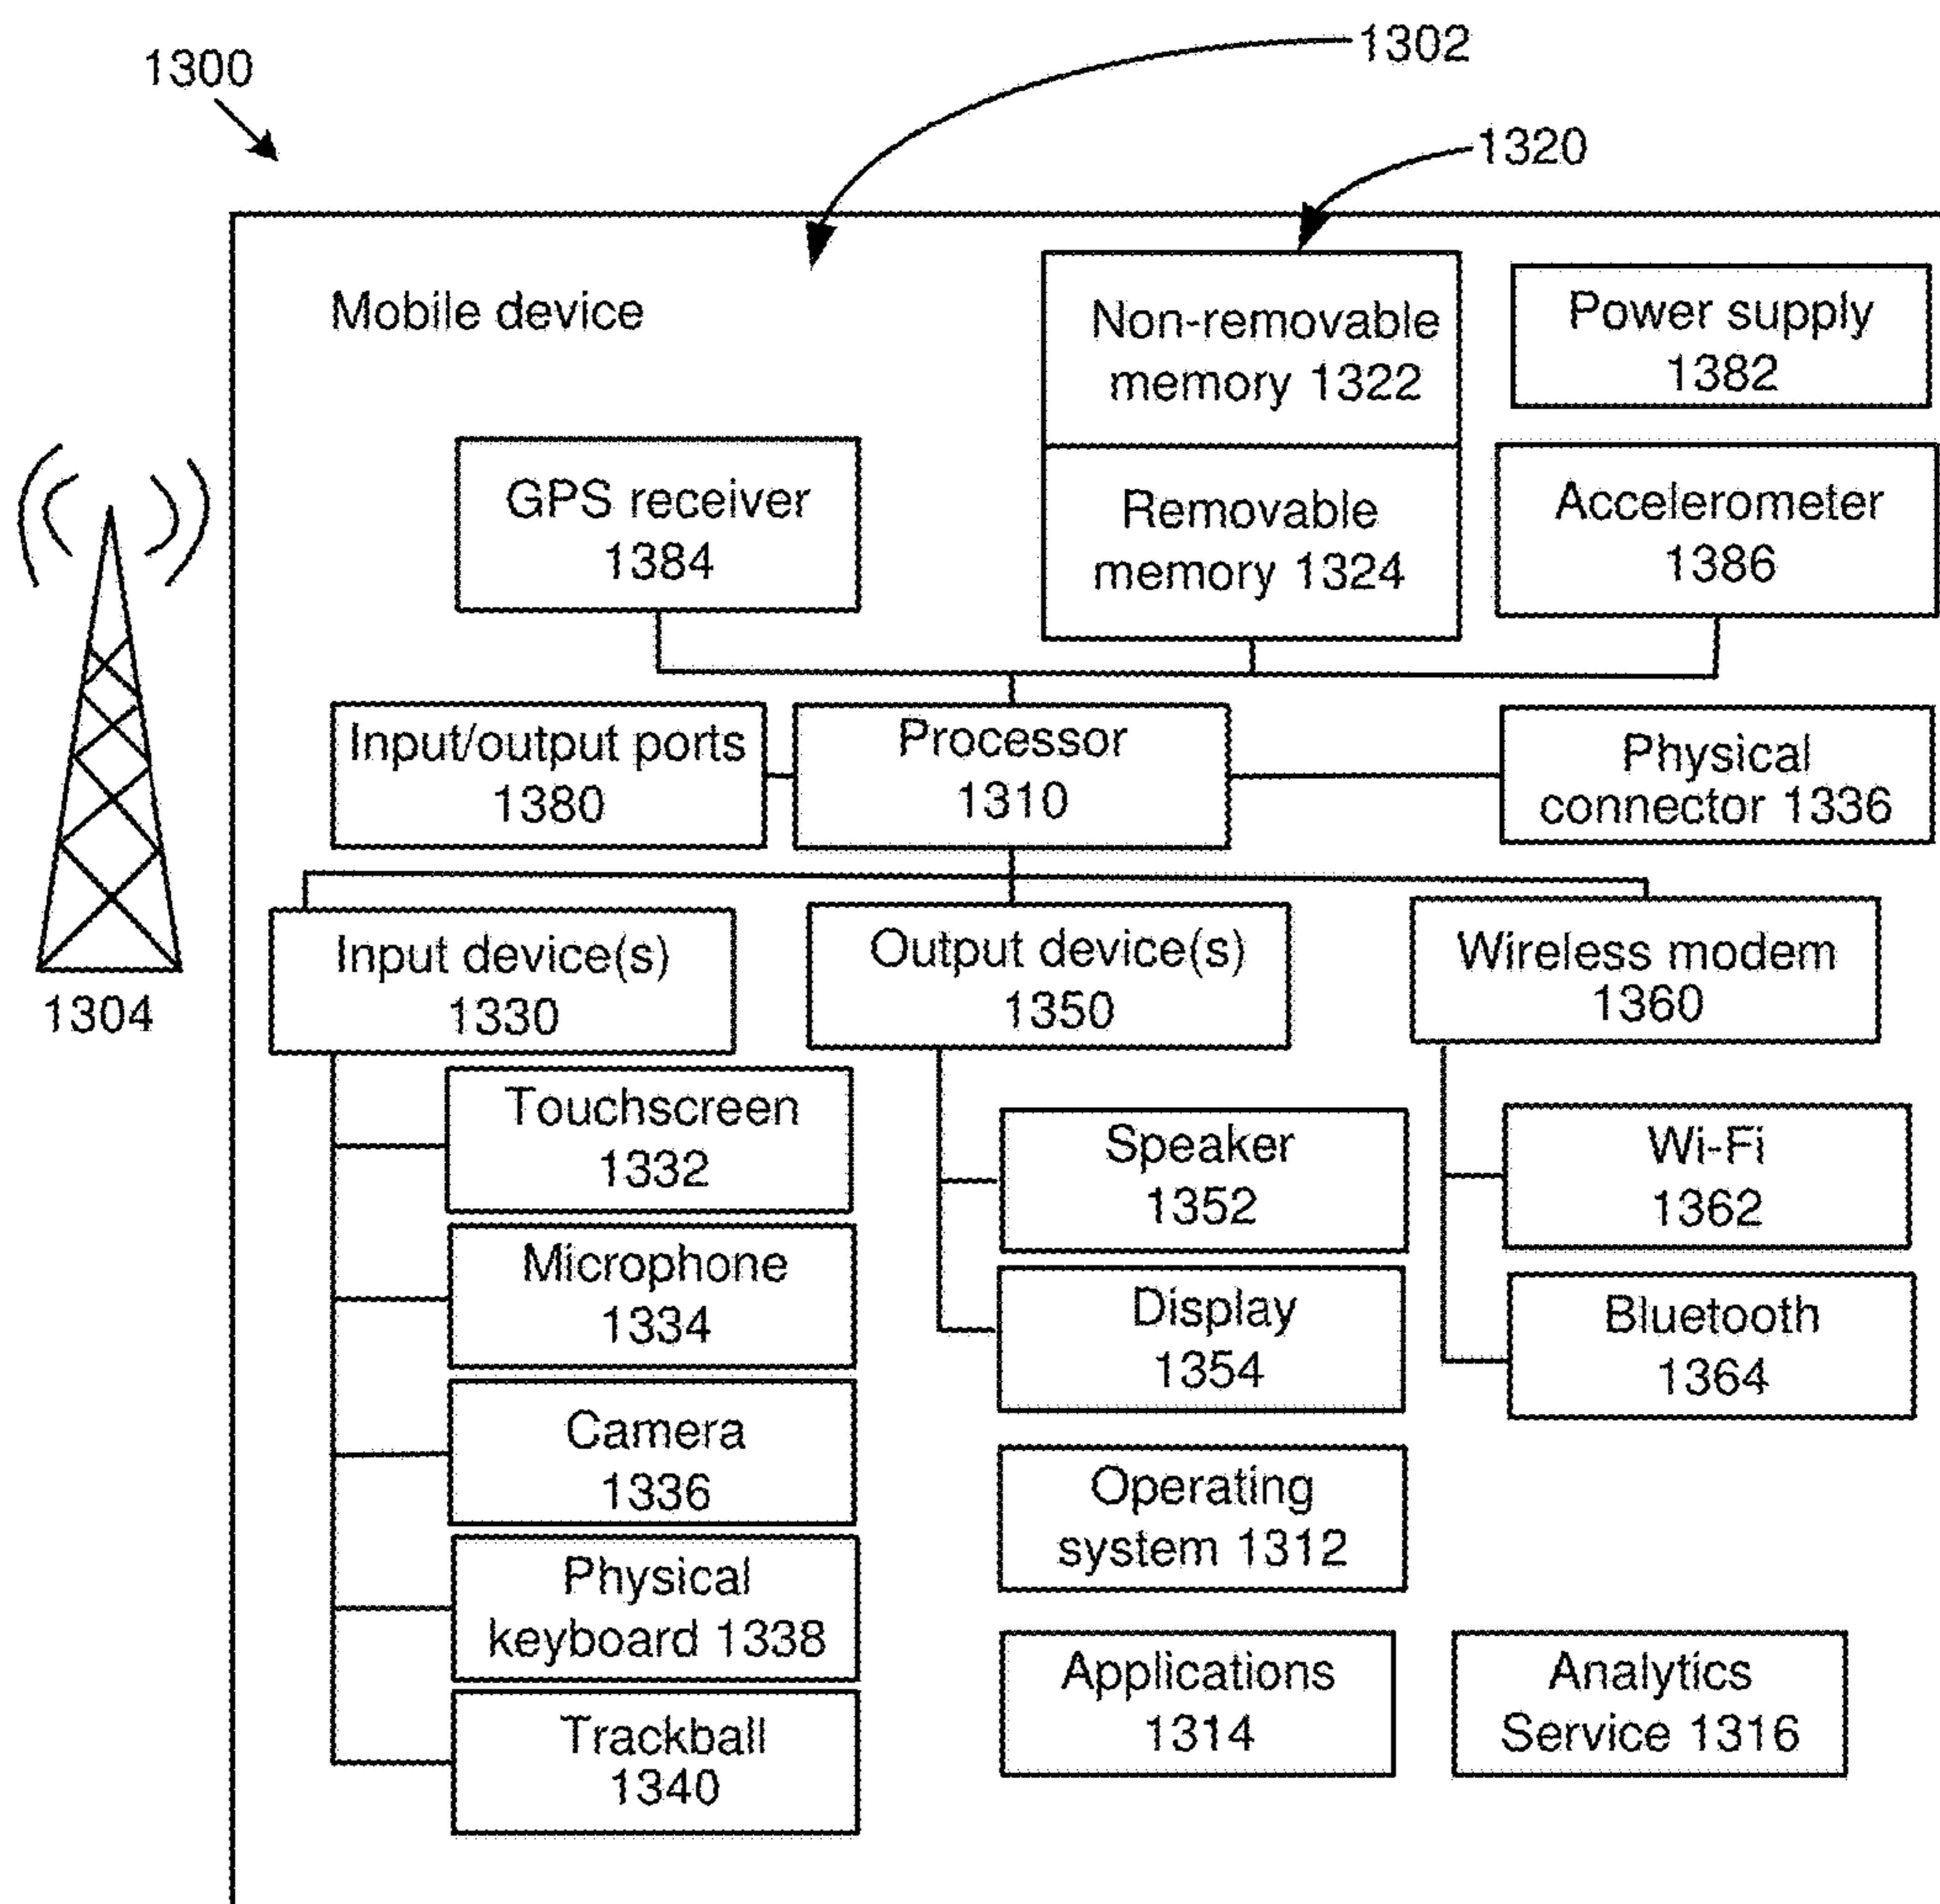 1300
1302
1320
Mobile device
Non-removable
memory 1322
Power supply
1382
GPS receiver
1384
Removable
memory 1324
Accelerometer
1386
Input/output ports
1380
Processor
1310
Physical
connector 1336
1304
Input device(s)
1330
Output device(s)
1350
Wireless modem
1360
Touchscreen
1332
Microphone
1334
Camera
1336
Physical
keyboard 1338
Trackball
1340
Speaker
1352
Display
1354
Operating
system 1312
Applications
1314
Wi-Fi
1362
Bluetooth
1364
Analytics
Service 1316